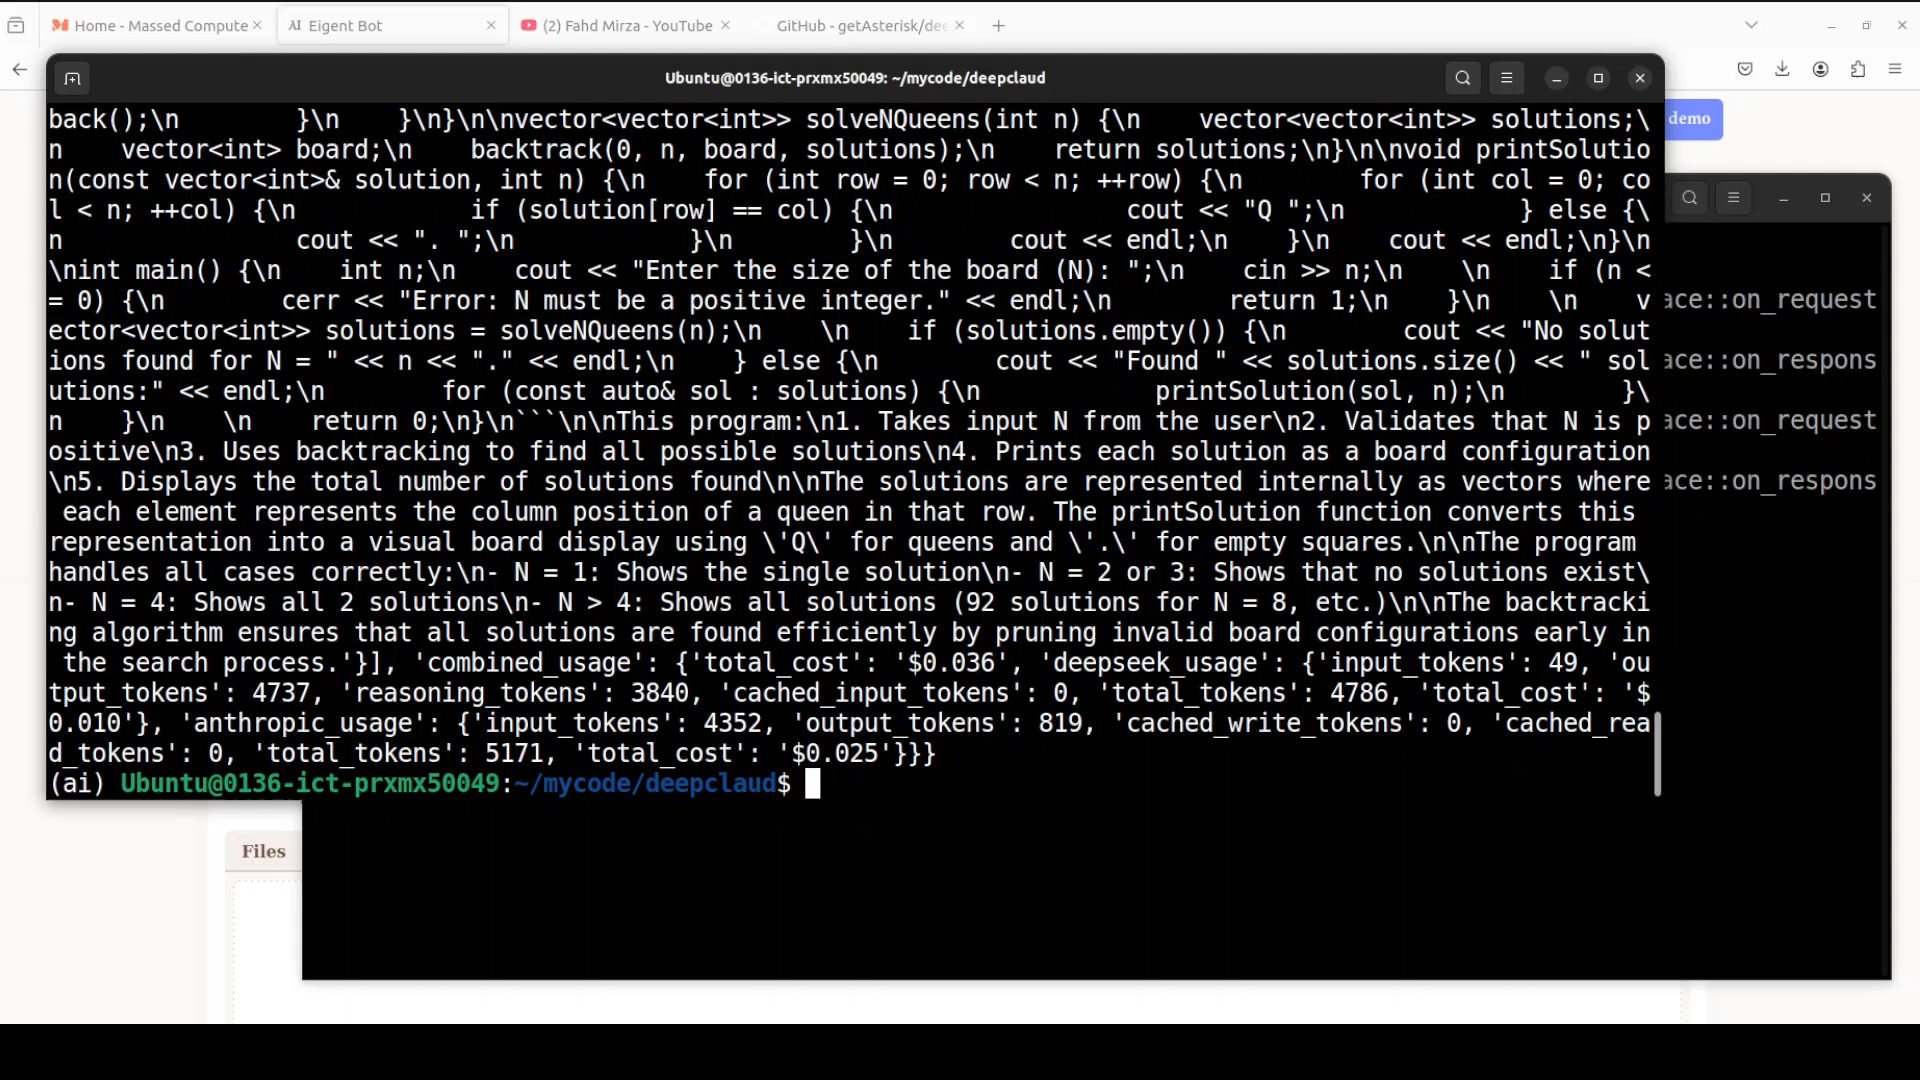 Home - Massed Compute
AI Eigent Bot
(2) Fahd Mirza - YouTube
GitHub - getAsterisk/dee
Ubuntu@0136-ict-prxmx50049: ~/mycode/deepclaud
demo
back();\n        }\n    }\n}\n\nvector<vector<int>> solveNQueens(int n) {\n    vector<vector<int>> solutions;\
n    vector<int> board;\n    backtrack(0, n, board, solutions);\n    return solutions;\n}\n\nvoid printSolutio
n(const vector<int>& solution, int n) {\n    for (int row = 0; row < n; ++row) {\n        for (int col = 0; co
l < n; ++col) {\n            if (solution[row] == col) {\n                cout << "Q ";\n            } else {\
n                cout << ". ";\n            }\n        }\n        cout << endl;\n    }\n    cout << endl;\n}\n
\nint main() {\n    int n;\n    cout << "Enter the size of the board (N): ";\n    cin >> n;\n    \n    if (n <
= 0) {\n        cerr << "Error: N must be a positive integer." << endl;\n        return 1;\n    }\n    \n    v
ector<vector<int>> solutions = solveNQueens(n);\n    \n    if (solutions.empty()) {\n        cout << "No solut
ions found for N = " << n << "." << endl;\n    } else {\n        cout << "Found " << solutions.size() << " sol
utions:" << endl;\n        for (const auto& sol : solutions) {\n            printSolution(sol, n);\n        }\
n    }\n    \n    return 0;\n}\n```\n\nThis program:\n1. Takes input N from the user\n2. Validates that N is p
ositive\n3. Uses backtracking to find all possible solutions\n4. Prints each solution as a board configuration
\n5. Displays the total number of solutions found\n\nThe solutions are represented internally as vectors where
each element represents the column position of a queen in that row. The printSolution function converts this
representation into a visual board display using \'Q\' for queens and \'.\' for empty squares.\n\nThe program
handles all cases correctly:\n- N = 1: Shows the single solution\n- N = 2 or 3: Shows that no solutions exist\
n- N = 4: Shows all 2 solutions\n- N > 4: Shows all solutions (92 solutions for N = 8, etc.)\n\nThe backtracki
ng algorithm ensures that all solutions are found efficiently by pruning invalid board configurations early in
the search process.'}], 'combined_usage': {'total_cost': '$0.036', 'deepseek_usage': {'input_tokens': 49, 'ou
tput_tokens': 4737, 'reasoning_tokens': 3840, 'cached_input_tokens': 0, 'total_tokens': 4786, 'total_cost': '$
0.010'}, 'anthropic_usage': {'input_tokens': 4352, 'output_tokens': 819, 'cached_write_tokens': 0, 'cached_rea
d_tokens': 0, 'total_tokens': 5171, 'total_cost': '$0.025'}}}
(ai) Ubuntu@0136-ict-prxmx50049:~/mycode/deepclaud$
ace::on_request
ace::on_respons
ace::on_request
ace::on_respons
Files